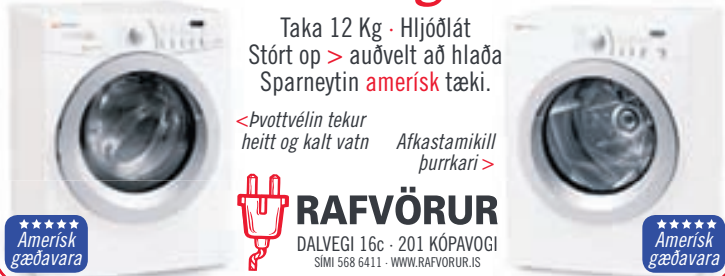 Taka 12 Kg · Hljóðlát
Stórt op > auðvelt að hlaða
Sparneytin amerísk tæki.
<Þvottvélin tekur
heitt og kalt vatn
Afkastamikill
þurrkari >
RAFVÖRUR
DALVEGI 16c · 201 KÓPAVOGI
SÍMI 568 6411 · WWW.RAFVORUR.IS
Amerísk
gæðavara
Amerísk
gæðavara